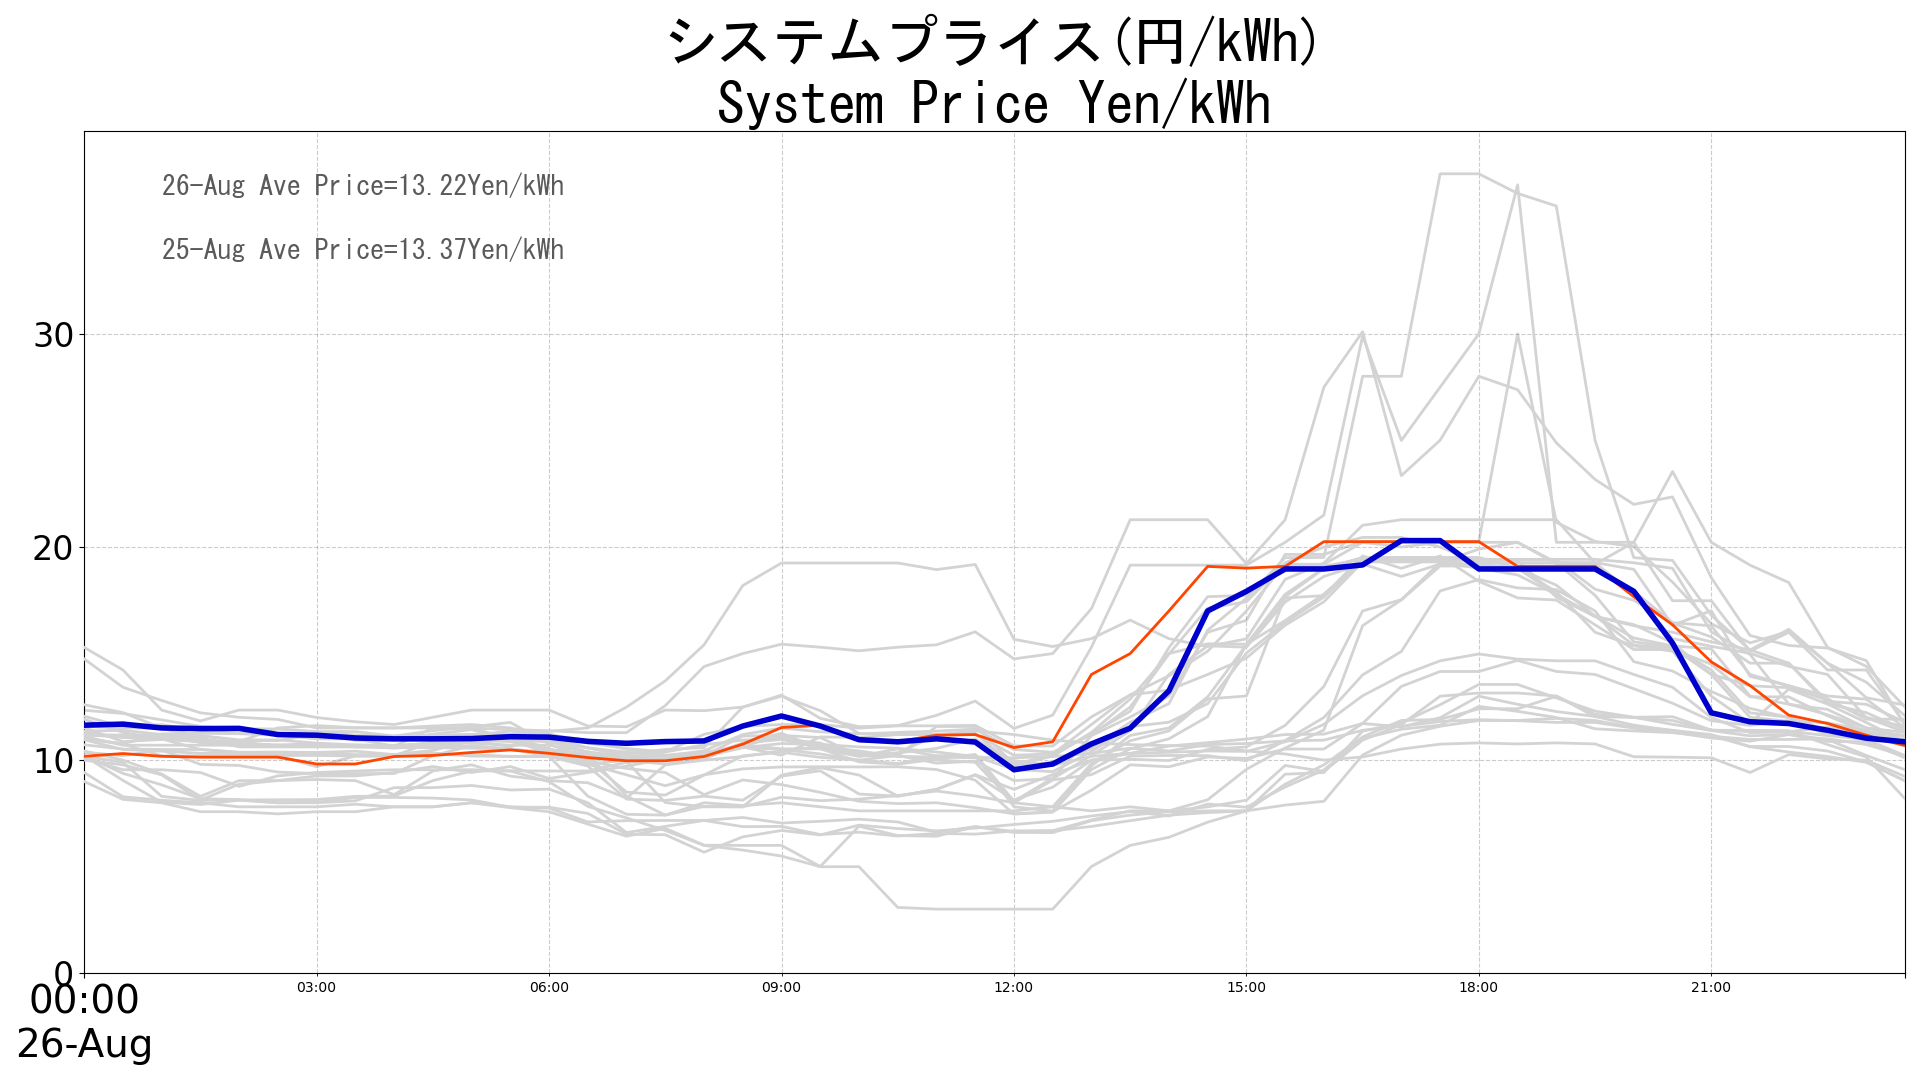 システムプライス(円/kWh)
System Price Yen/kWh
26-Aug Ave Price=13.22Yen/kWh
25-Aug Ave Price=13.37Yen/kWh
30
20
10
0
00:00
03:00
06:00
09:00
12:00
15:00
18:00
21:00
26-Aug